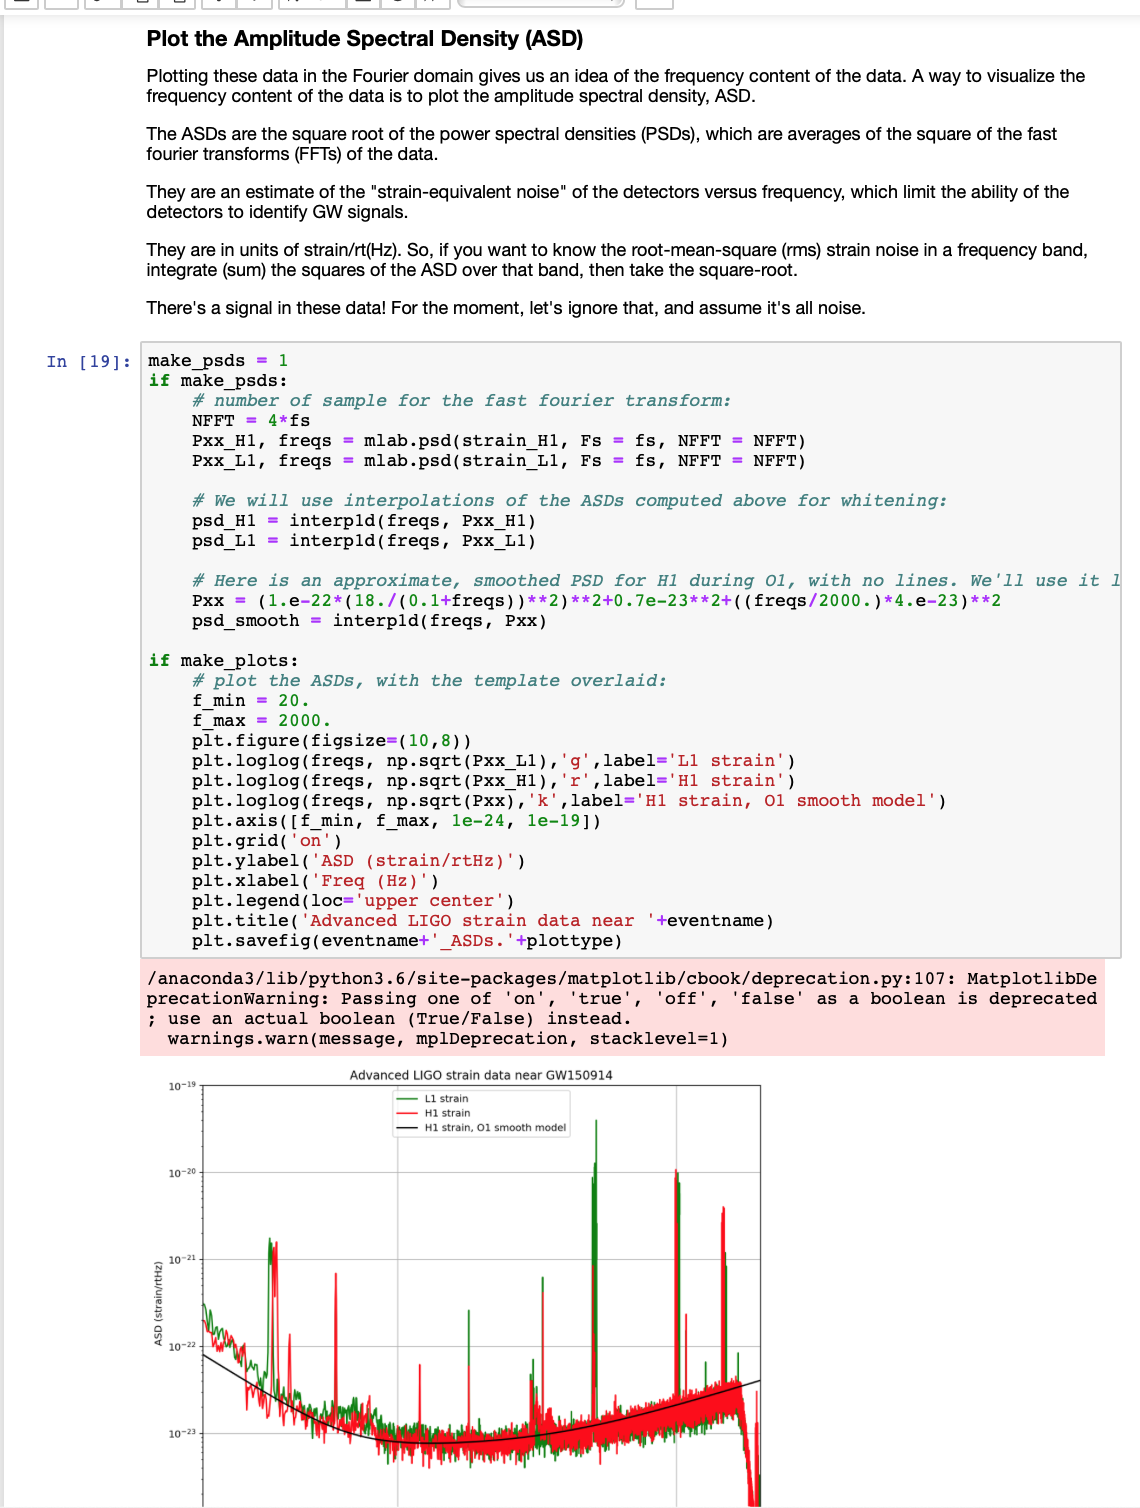 Plot the Amplitude Spectral Density (ASD)
Plotting these data in the Fourier domain gives us an idea of the frequency content of the data. A way to visualize the
frequency content of the data is to plot the amplitude spectral density, ASD.
The ASDs are the square root of the power spectral densities (PSDs), which are averages of the square of the fast
fourier transforms (FFTs) of the data.
They are an estimate of the "strain-equivalent noise" of the detectors versus frequency, which limit the ability of the
detectors to identify GW signals.
They are in units of strain/rt(Hz). So, if you want to know the root-mean-square (rms) strain noise in a frequency band,
integrate (sum) the squares of the ASD over that band, then take the square-root.
There's a signal in these data! For the moment, let's ignore that, and assume it's all noise.
In [19]:
make_psds = 1
if make_psds:
    # number of sample for the fast fourier transform:
    NFFT = 4*fs
    Pxx_H1, freqs = mlab.psd(strain_H1, Fs = fs, NFFT = NFFT)
    Pxx_L1, freqs = mlab.psd(strain_L1, Fs = fs, NFFT = NFFT)
    # We will use interpolations of the ASDs computed above for whitening:
    psd_H1 = interp1d(freqs, Pxx_H1)
    psd_L1 = interp1d(freqs, Pxx_L1)
    # Here is an approximate, smoothed PSD for H1 during O1, with no lines. We'll use it l
    Pxx = (1.e-22*(18./(0.1+freqs))**2)**2+0.7e-23**2+((freqs/2000.)*4.e-23)**2
    psd_smooth = interp1d(freqs, Pxx)
if make_plots:
    # plot the ASDs, with the template overlaid:
    f_min = 20.
    f_max = 2000.
    plt.figure(figsize=(10,8))
    plt.loglog(freqs, np.sqrt(Pxx_L1),'g',label='L1 strain')
    plt.loglog(freqs, np.sqrt(Pxx_H1),'r',label='H1 strain')
    plt.loglog(freqs, np.sqrt(Pxx),'k',label='H1 strain, O1 smooth model')
    plt.axis([f_min, f_max, 1e-24, 1e-19])
    plt.grid('on')
    plt.ylabel('ASD (strain/rtHz)')
    plt.xlabel('Freq (Hz)')
    plt.legend(loc='upper center')
    plt.title('Advanced LIGO strain data near '+eventname)
    plt.savefig(eventname+'_ASDs.'+plottype)
/anaconda3/lib/python3.6/site-packages/matplotlib/cbook/deprecation.py:107: MatplotlibDe
precationWarning: Passing one of 'on', 'true', 'off', 'false' as a boolean is deprecated
; use an actual boolean (True/False) instead.
  warnings.warn(message, mplDeprecation, stacklevel=1)
Advanced LIGO strain data near GW150914
L1 strain
H1 strain
H1 strain, O1 smooth model
10⁻¹⁹
10⁻²⁰
10⁻²¹
10⁻²²
10⁻²³
ASD (strain/rtHz)